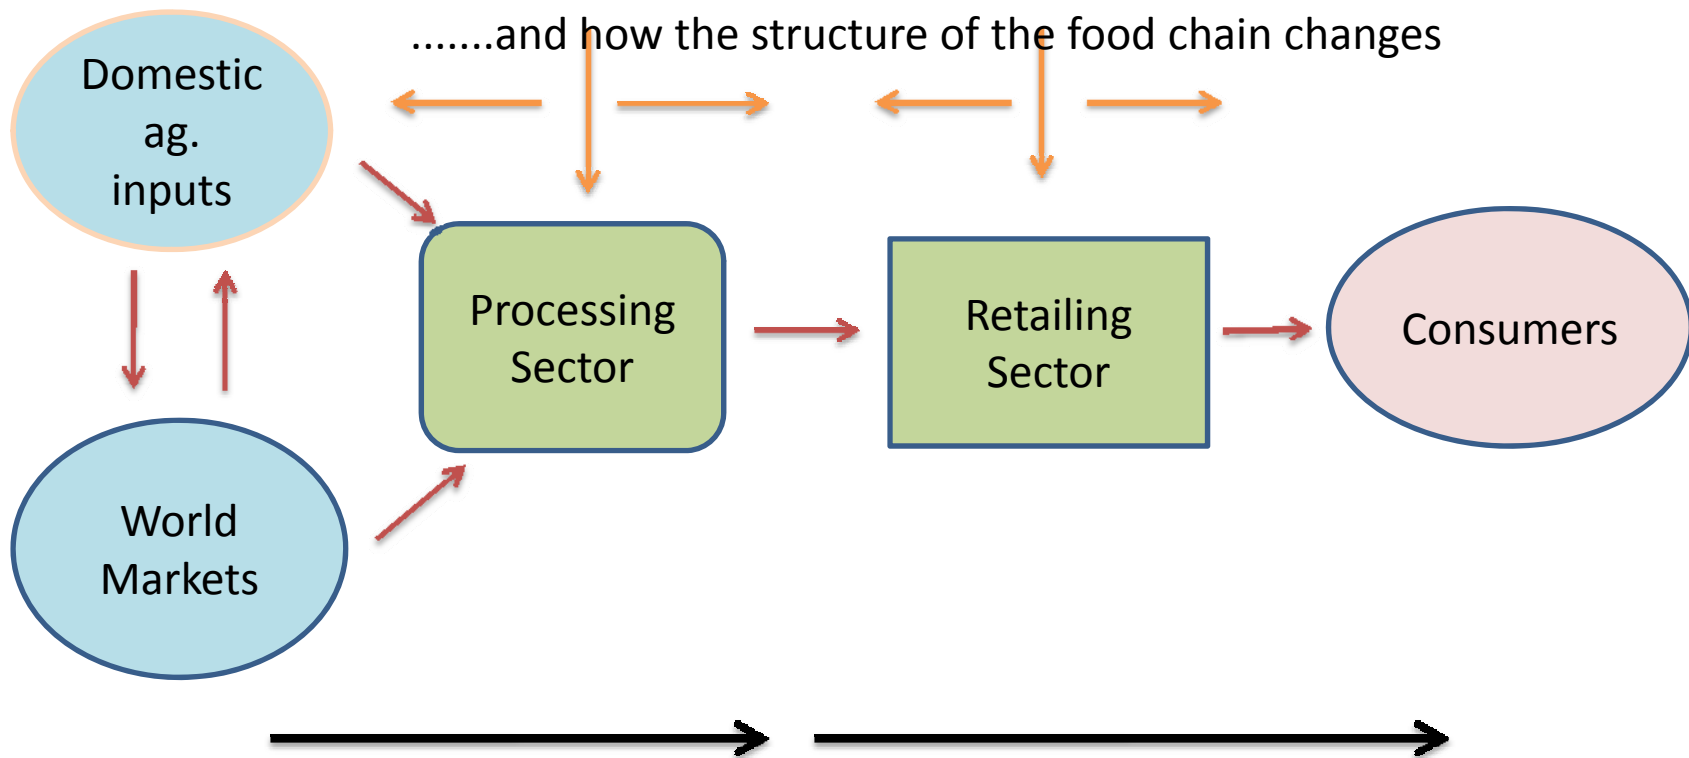 .......and how the structure of the food chain changes
Domestic
ag.
inputs
Processing
Sector
Retailing
Sector
Consumers
World
Markets